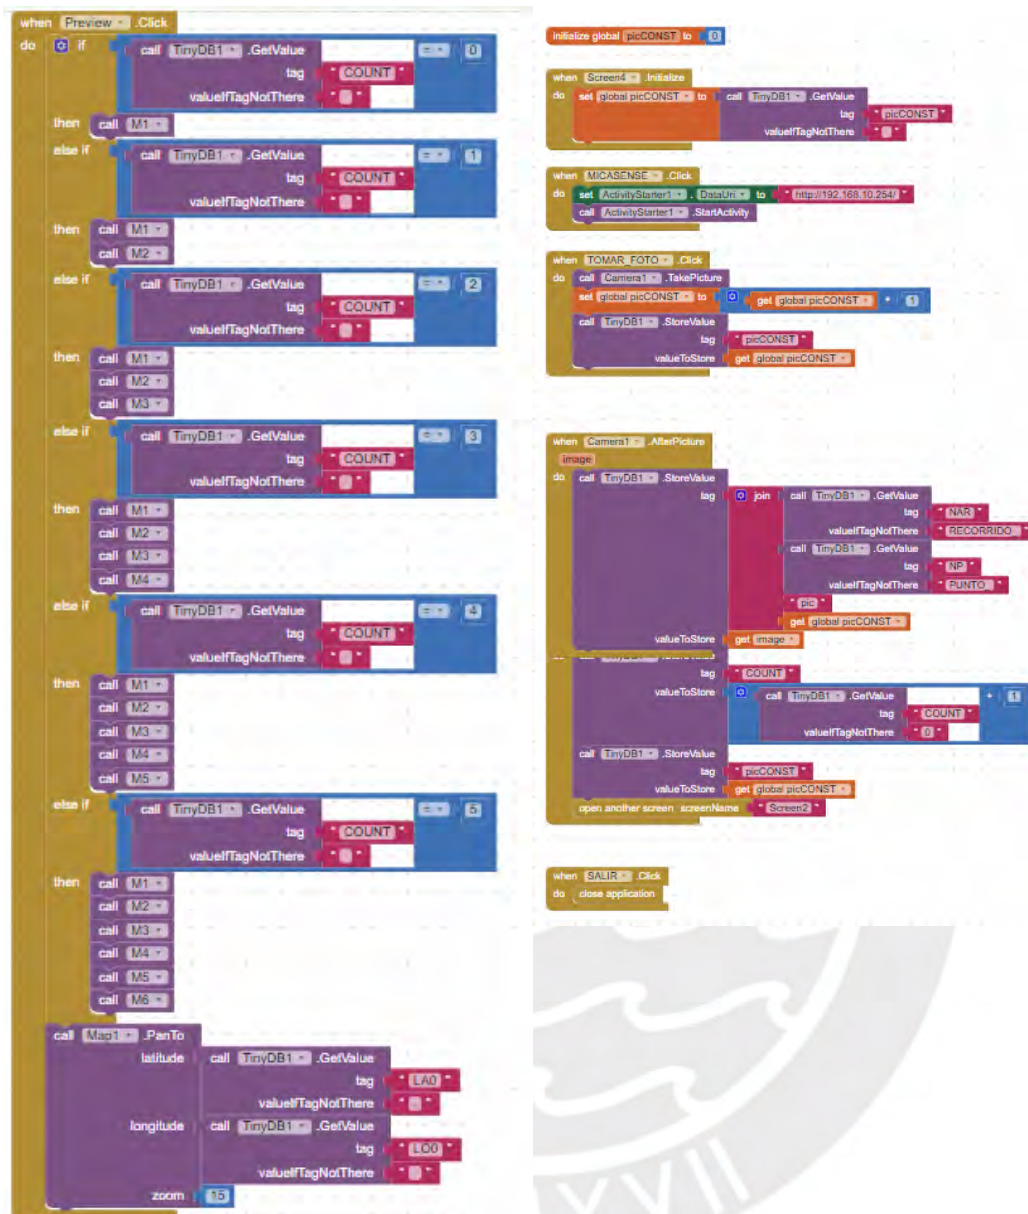 when Preview .Click
do if call TinyDB1 .GetValue = 0
tag " COUNT "
valueIfTagNotThere " "
then call M1
else if call TinyDB1 .GetValue = 1
tag " COUNT "
valueIfTagNotThere " "
then call M1
call M2
else if call TinyDB1 .GetValue = 2
tag " COUNT "
valueIfTagNotThere " "
then call M1
call M2
call M3
else if call TinyDB1 .GetValue = 3
tag " COUNT "
valueIfTagNotThere " "
then call M1
call M2
call M3
call M4
else if call TinyDB1 .GetValue = 4
tag " COUNT "
valueIfTagNotThere " "
then call M1
call M2
call M3
call M4
call M5
else if call TinyDB1 .GetValue = 5
tag " COUNT "
valueIfTagNotThere " "
then call M1
call M2
call M3
call M4
call M5
call M6
call Map1 .PanTo
latitude call TinyDB1 .GetValue
tag " LA0 "
valueIfTagNotThere " "
longitude call TinyDB1 .GetValue
tag " LO0 "
valueIfTagNotThere " "
zoom 15
initialize global picCONST to 0
when Screen4 .Initialize
do set global picCONST to call TinyDB1 .GetValue
tag " picCONST "
valueIfTagNotThere " "
when MICASENSE .Click
do set ActivityStarter1 . DataUri to " http://192.168.10.254/ "
call ActivityStarter1 .StartActivity
when TOMAR_FOTO .Click
do call Camera1 .TakePicture
set global picCONST to get global picCONST + 1
call TinyDB1 .StoreValue
tag " picCONST "
valueToStore get global picCONST
when Camera1 .AfterPicture
image
do call TinyDB1 .StoreValue
tag join call TinyDB1 .GetValue
tag " NAR "
valueIfTagNotThere " RECORRIDO_ "
call TinyDB1 .GetValue
tag " NP "
valueIfTagNotThere " PUNTO_ "
" pic "
get global picCONST
valueToStore get image
tag " COUNT "
valueToStore call TinyDB1 .GetValue + 1
tag " COUNT "
valueIfTagNotThere " 0 "
call TinyDB1 .StoreValue
tag " picCONST "
valueToStore get global picCONST
open another screen screenName " Screen2 "
when SALIR .Click
do close application